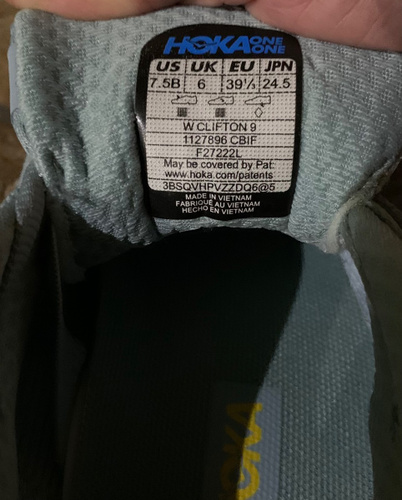 HOKA ONE ONE
US UK EU JPN
7.5B 6 39⅓ 24.5
W CLIFTON 9
1127896 CBIF
F27222L
May be covered by Pat:
www.hoka.com/patents
3BSQVHPVZZDQ6@5
MADE IN VIETNAM
FABRIQUÉ AU VIETNAM
HECHO EN VIETNAM
HOKA